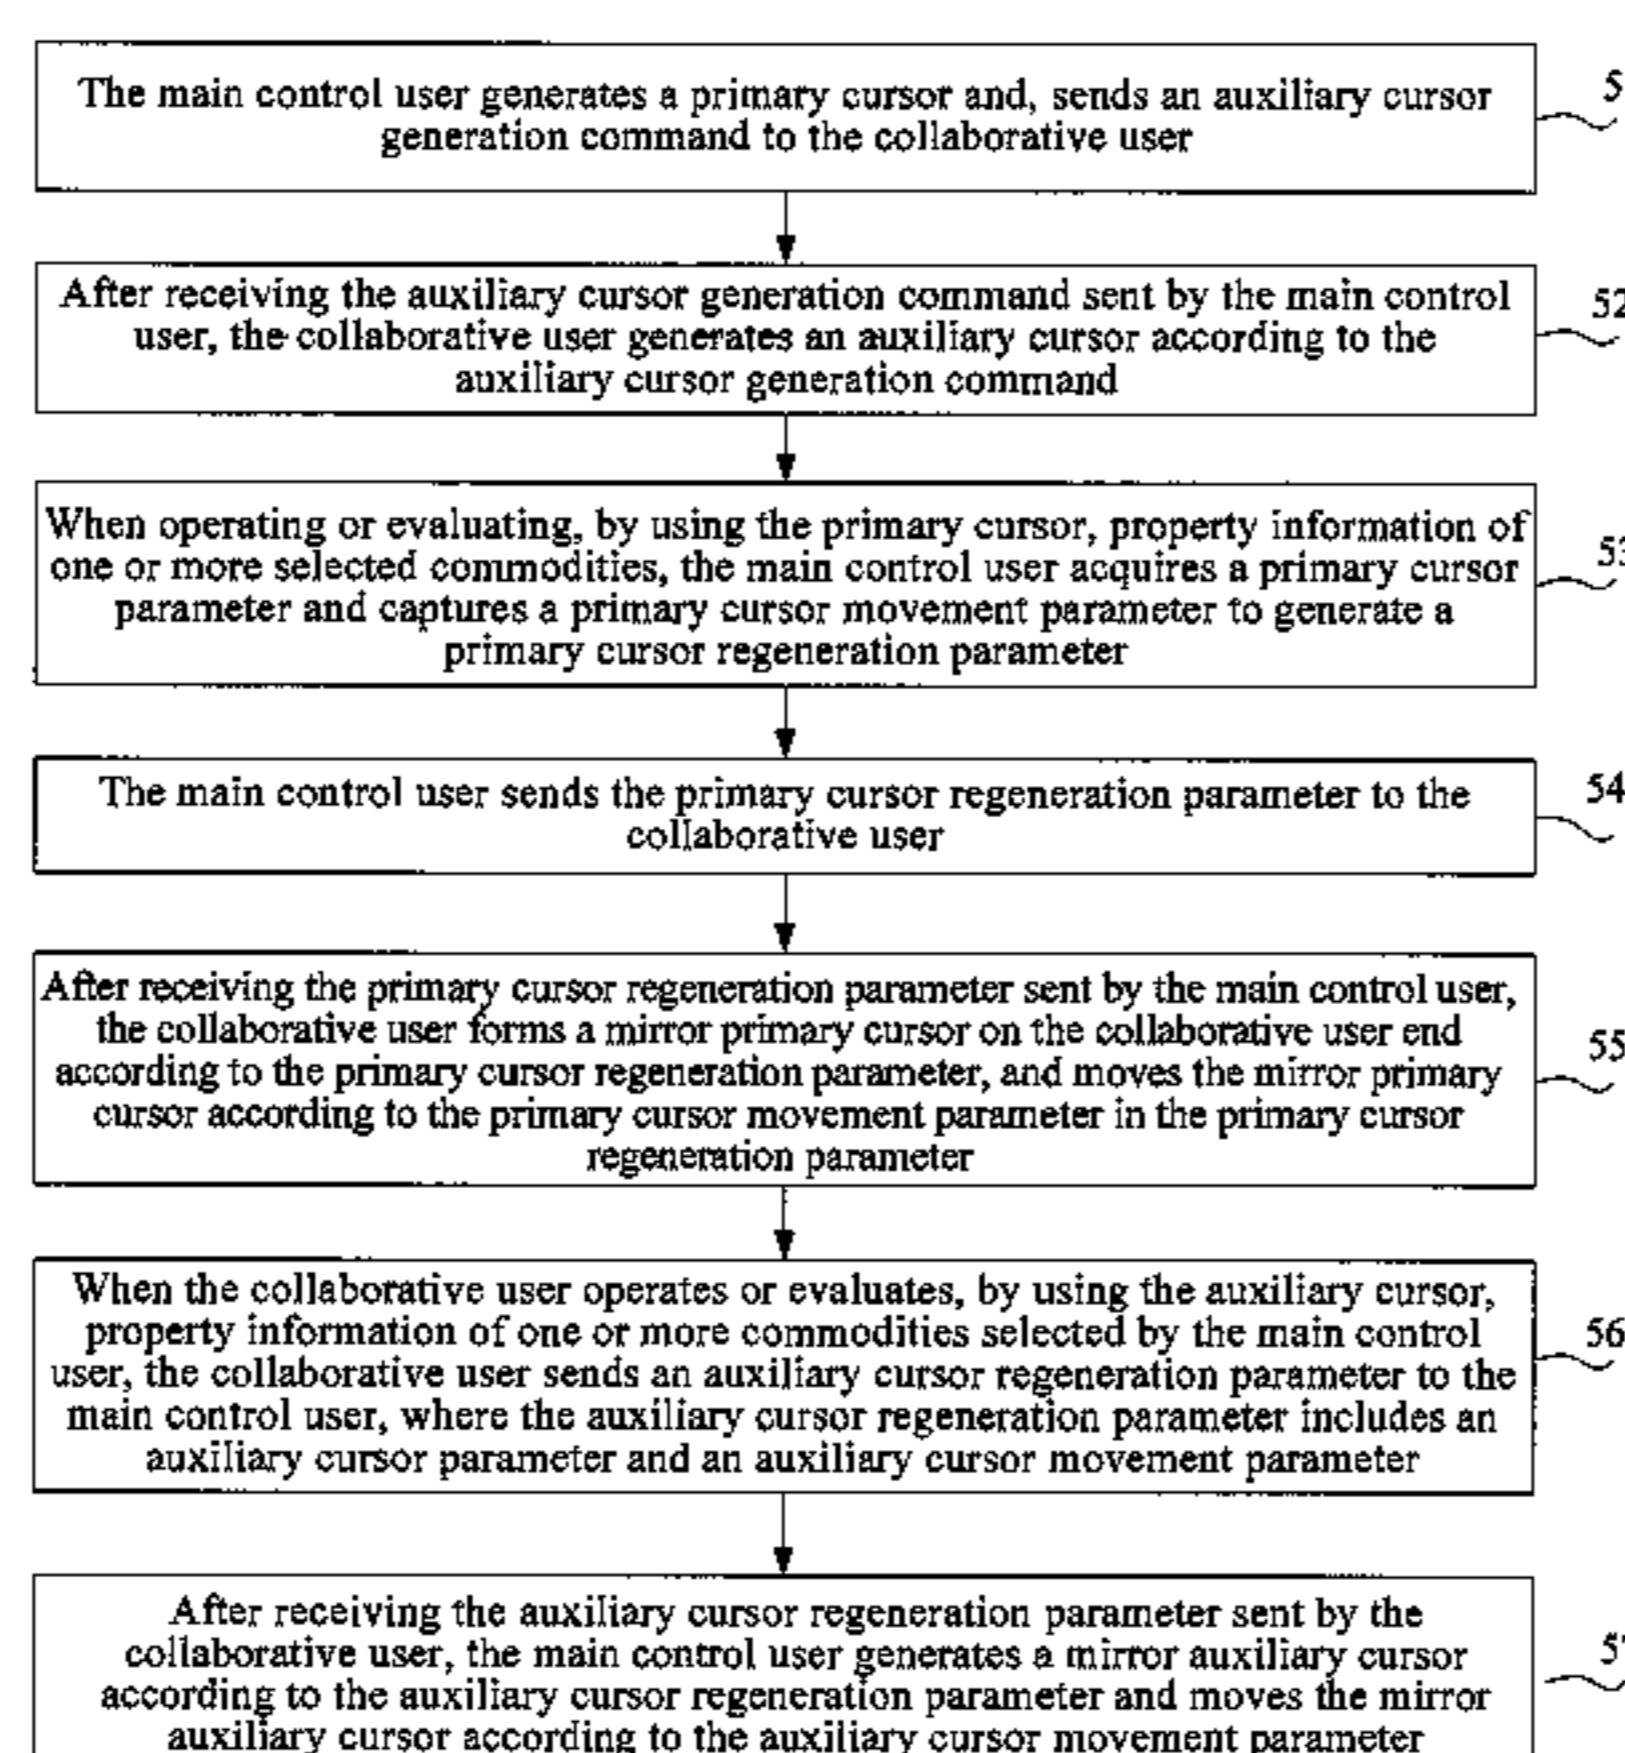 The main control user generates a primary cursor and, sends an auxiliary cursor
generation command to the collaborative user
5
After receiving the auxiliary cursor generation command sent by the main control
user, the collaborative user generates an auxiliary cursor according to the
auxiliary cursor generation command
52
When operating or evaluating, by using the primary cursor, property information of
one or more selected commodities, the main control user acquires a primary cursor
parameter and captures a primary cursor movement parameter to generate a
primary cursor regeneration parameter
53
The main control user sends the primary cursor regeneration parameter to the
collaborative user
54
After receiving the primary cursor regeneration parameter sent by the main control user,
the collaborative user forms a mirror primary cursor on the collaborative user end
according to the primary cursor regeneration parameter, and moves the mirror primary
cursor according to the primary cursor movement parameter in the primary cursor
regeneration parameter
55
When the collaborative user operates or evaluates, by using the auxiliary cursor,
property information of one or more commodities selected by the main control
user, the collaborative user sends an auxiliary cursor regeneration parameter to the
main control user, where the auxiliary cursor regeneration parameter includes an
auxiliary cursor parameter and an auxiliary cursor movement parameter
56
After receiving the auxiliary cursor regeneration parameter sent by the
collaborative user, the main control user generates a mirror auxiliary cursor
according to the auxiliary cursor regeneration parameter and moves the mirror
auxiliary cursor according to the auxiliary cursor movement parameter
57